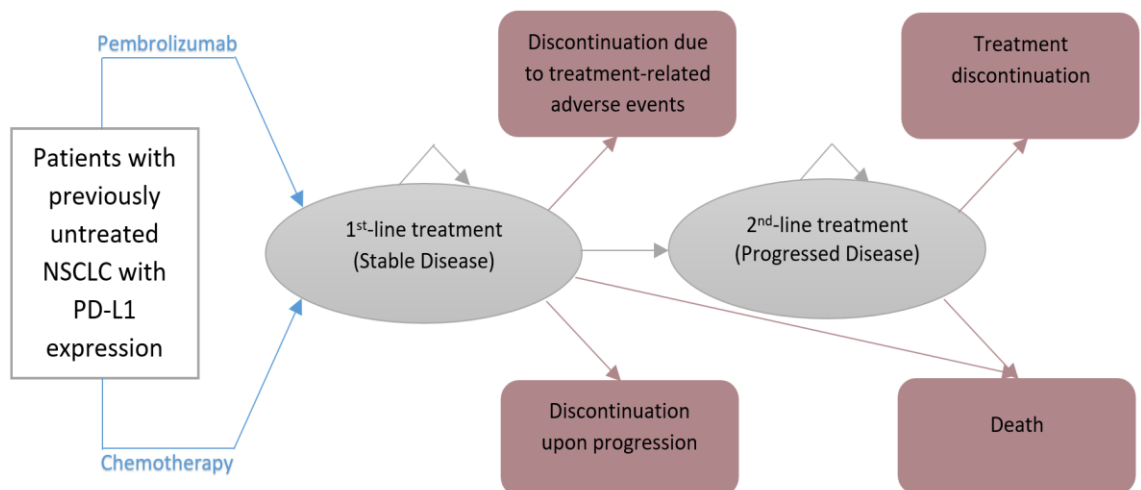 Pembrolizumab
Patients with
previously
untreated
NSCLC with
PD-L1
expression
Chemotherapy
1st-line treatment
(Stable Disease)
Discontinuation due
to treatment-related
adverse events
Discontinuation
upon progression
2nd-line treatment
(Progressed Disease)
Treatment
discontinuation
Death